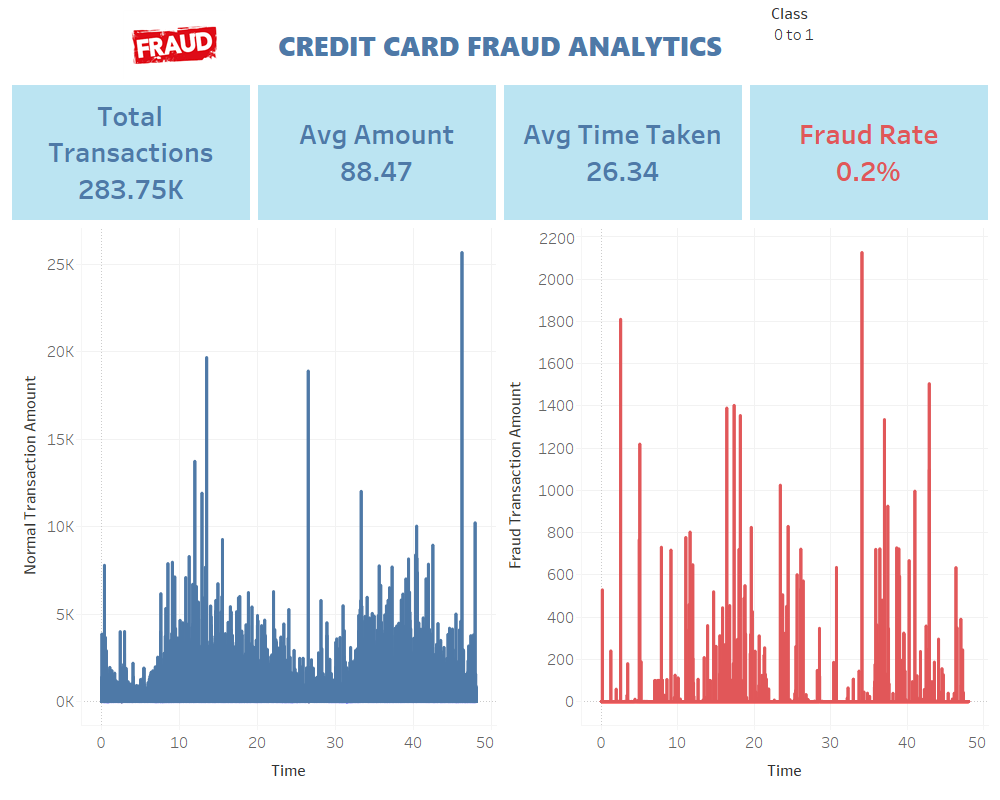 Class
0 to 1
FRAUD
CREDIT CARD FRAUD ANALYTICS
Total
Transactions
283.75K
Avg Amount
88.47
Avg Time Taken
26.34
Fraud Rate
0.2%
Normal Transaction Amount
25K
20K
15K
10K
5K
0K
0 10 20 30 40 50
Time
Fraud Transaction Amount
2200
2000
1800
1600
1400
1200
1000
800
600
400
200
0
0 10 20 30 40 50
Time